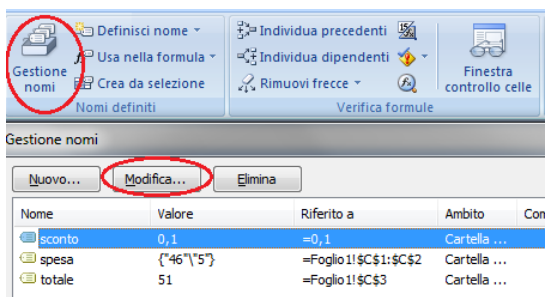 Definisci nome
Usa nella formula
Crea da selezione
Gestione
nomi
Nomi definiti
Individua precedenti
Individua dipendenti
Rimuovi frecce
Verifica formule
Finestra
controllo celle
Gestione nomi
Nuovo... Modifica... Elimina
Nome Valore Riferito a Ambito Com
sconto 0,1 =0,1 Cartella ...
spesa {"46"\"5"} =Foglio1!$C$1:$C$2 Cartella ...
totale 51 =Foglio1!$C$3 Cartella ...